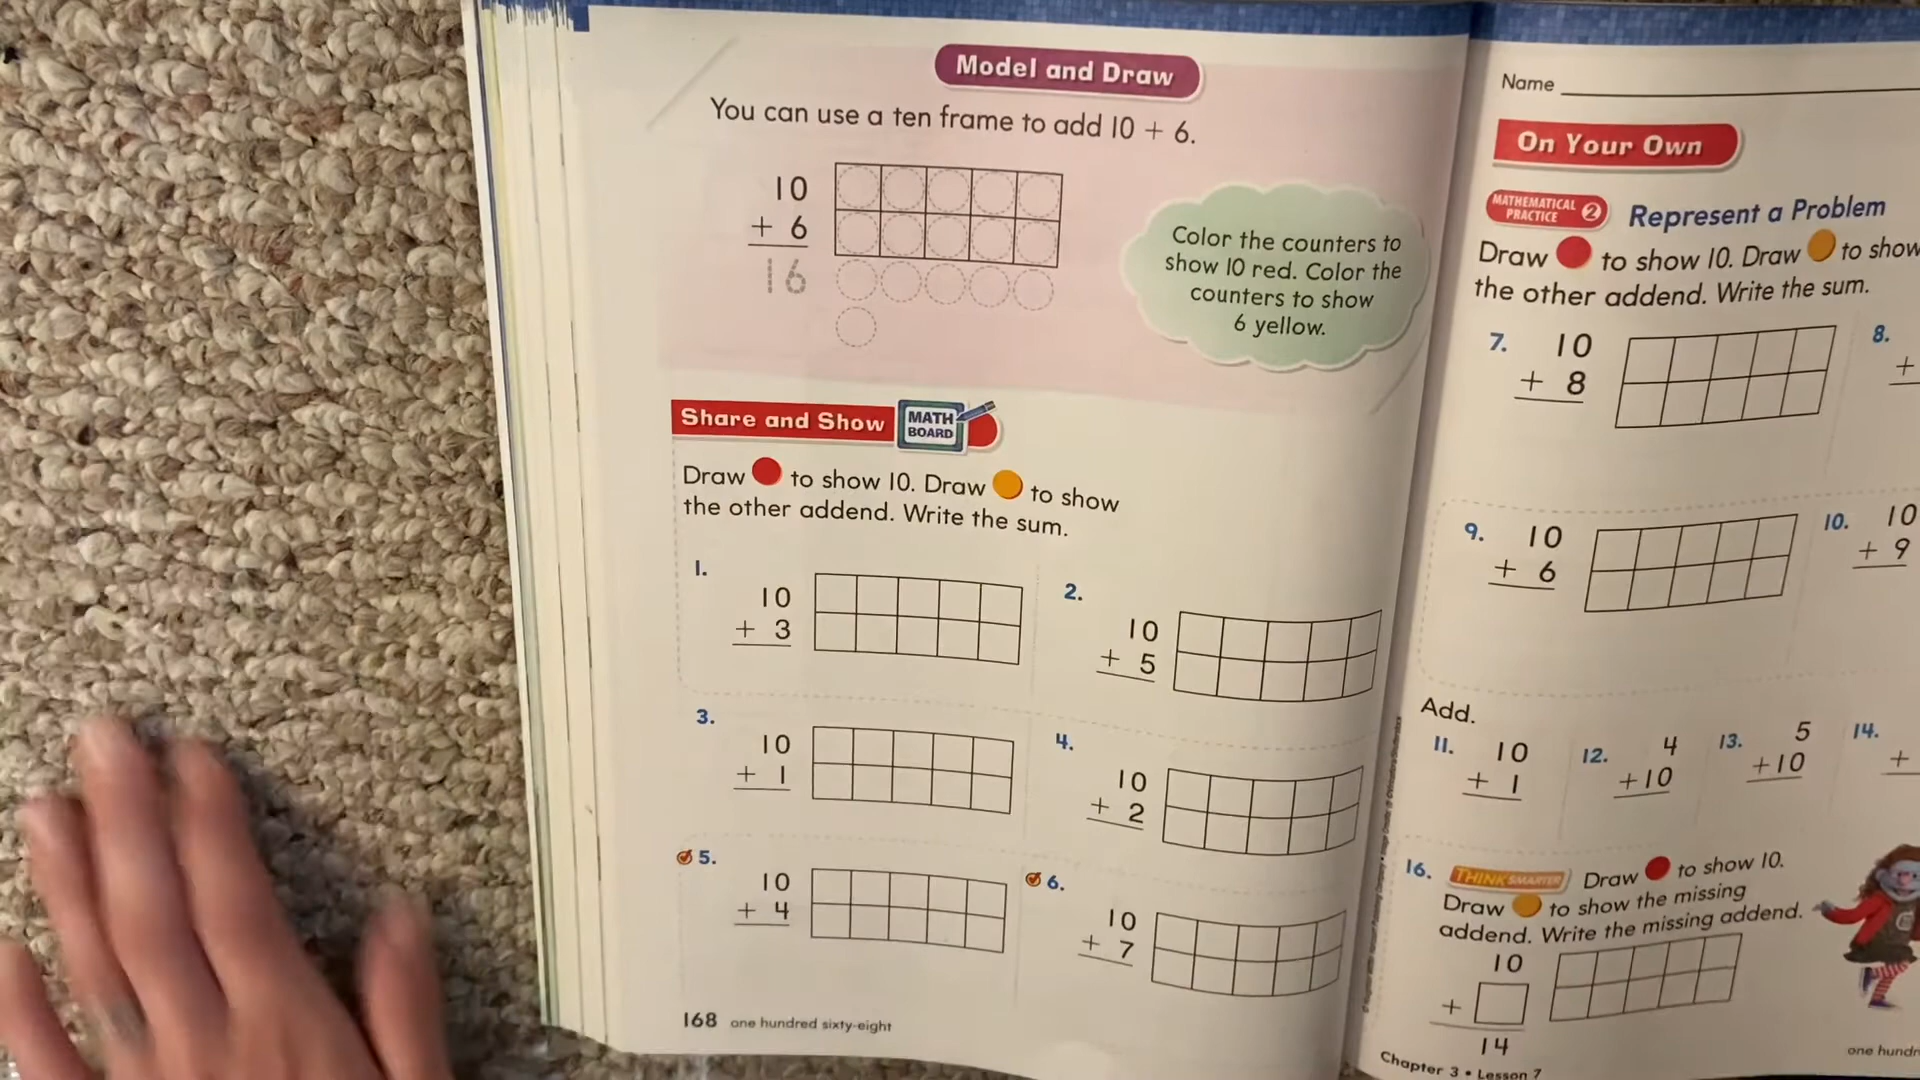 Model and Draw
You can use a ten frame to add 10 + 6.
10
+ 6
16
Color the counters to
show 10 red. Color the
counters to show
6 yellow.
Share and Show
MATH
BOARD
Draw to show 10. Draw to show
the other addend. Write the sum.
1.
10
+ 3
2.
10
+ 5
3.
10
+ 1
4.
10
+ 2
5.
10
+ 4
6.
10
+ 7
168 one hundred sixty-eight
Name
On Your Own
MATHEMATICAL
PRACTICE 2
Represent a Problem
Draw to show 10. Draw to show
the other addend. Write the sum.
7.
10
+ 8
8.
+
9.
10
+ 6
10.
10
+ 9
Add.
11.
10
+ 1
12.
4
+10
13.
5
+10
14.
+
16.
THINK SMARTER
Draw to show 10.
Draw to show the missing
addend. Write the missing addend.
10
+
14
Chapter 3 • Lesson 7
one